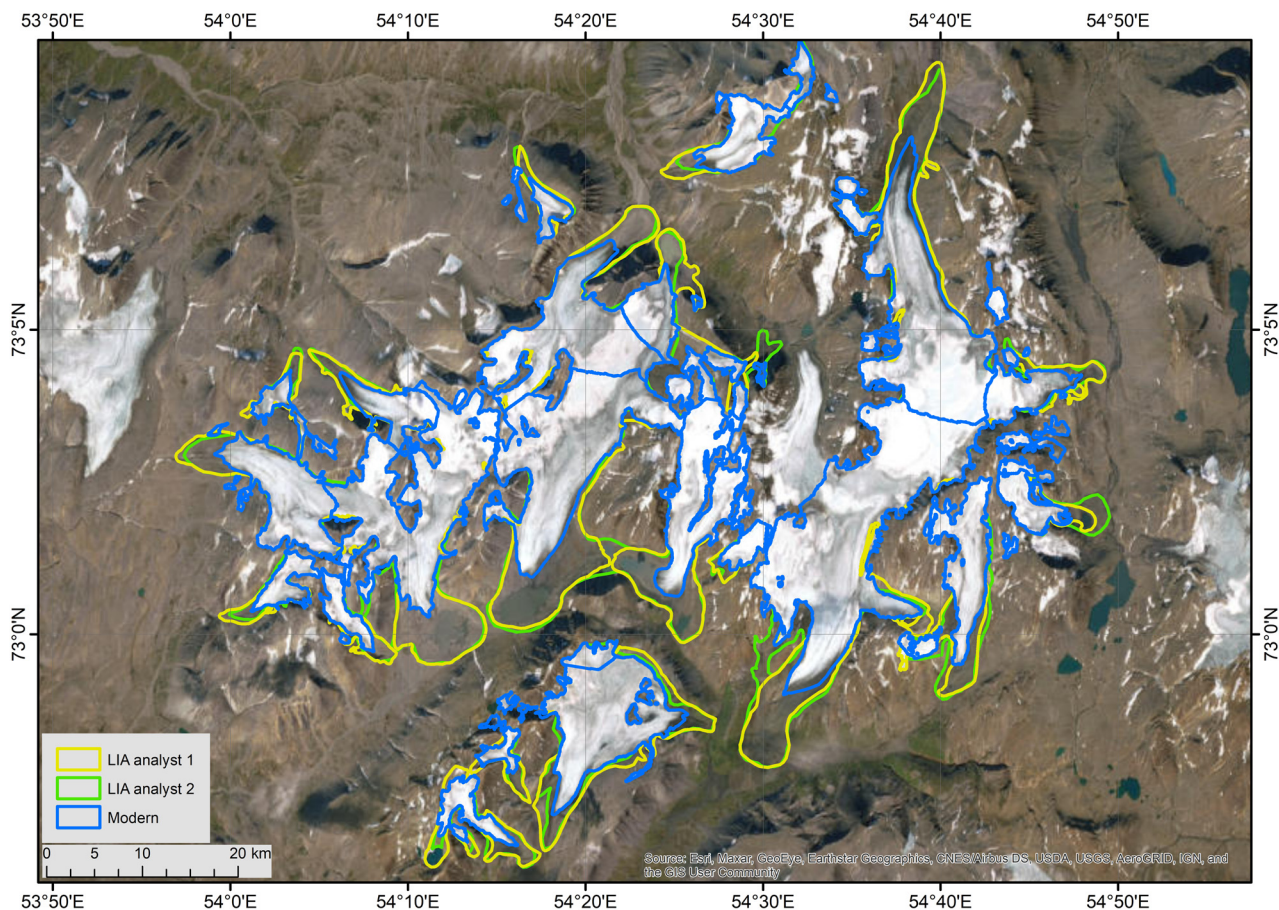 53°50'E 54°0'E 54°10'E 54°20'E 54°30'E 54°40'E 54°50'E
73°5'N 73°5'N
73°0'N 73°0'N
LIA analyst 1
LIA analyst 2
Modern
0 5 10 20 km
Source: Esri, Maxar, GeoEye, Earthstar Geographics, CNES/Airbus DS, USDA, USGS, AeroGRID, IGN, and
the GIS User Community
53°50'E 54°0'E 54°10'E 54°20'E 54°30'E 54°40'E 54°50'E